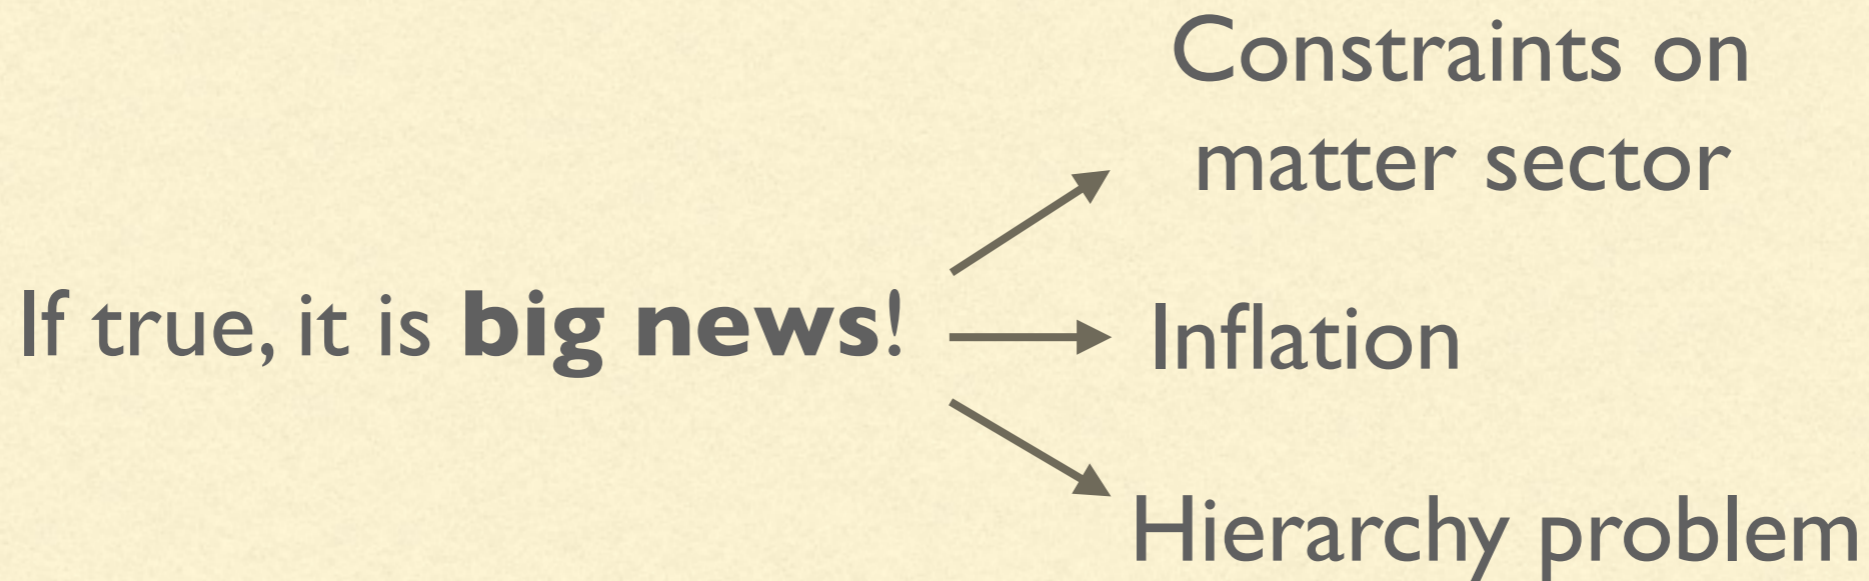 Constraints on
matter sector
If true, it is big news!
Inflation
Hierarchy problem